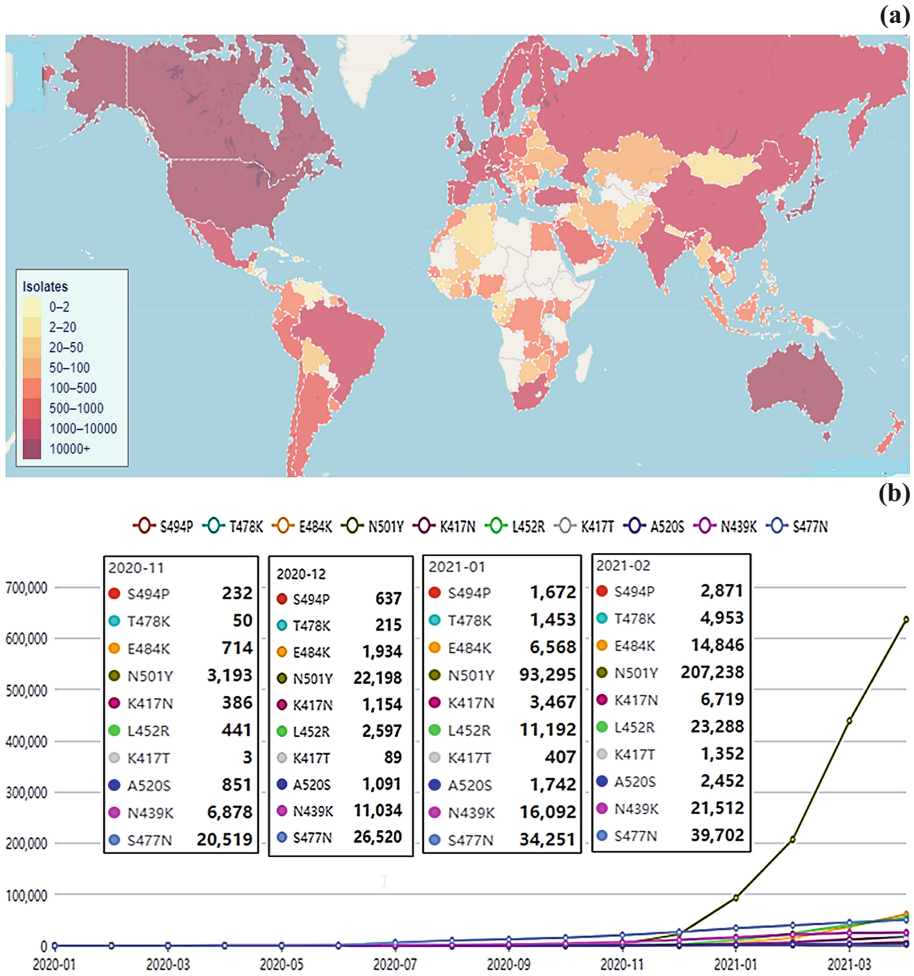 (a)
Isolates
0–2
2–20
20–50
50–100
100–500
500–1000
1000–10000
10000+
(b)
S494P T478K E484K N501Y K417N L452R K417T A520S N439K S477N
700,000
600,000
500,000
400,000
300,000
200,000
100,000
0
2020-11
S494P 232
T478K 50
E484K 714
N501Y 3,193
K417N 386
L452R 441
K417T 3
A520S 851
N439K 6,878
S477N 20,519
2020-12
S494P 637
T478K 215
E484K 1,934
N501Y 22,198
K417N 1,154
L452R 2,597
K417T 89
A520S 1,091
N439K 11,034
S477N 26,520
2021-01
S494P 1,672
T478K 1,453
E484K 6,568
N501Y 93,295
K417N 3,467
L452R 11,192
K417T 407
A520S 1,742
N439K 16,092
S477N 34,251
2021-02
S494P 2,871
T478K 4,953
E484K 14,846
N501Y 207,238
K417N 6,719
L452R 23,288
K417T 1,352
A520S 2,452
N439K 21,512
S477N 39,702
2020-01 2020-03 2020-05 2020-07 2020-09 2020-11 2021-01 2021-03